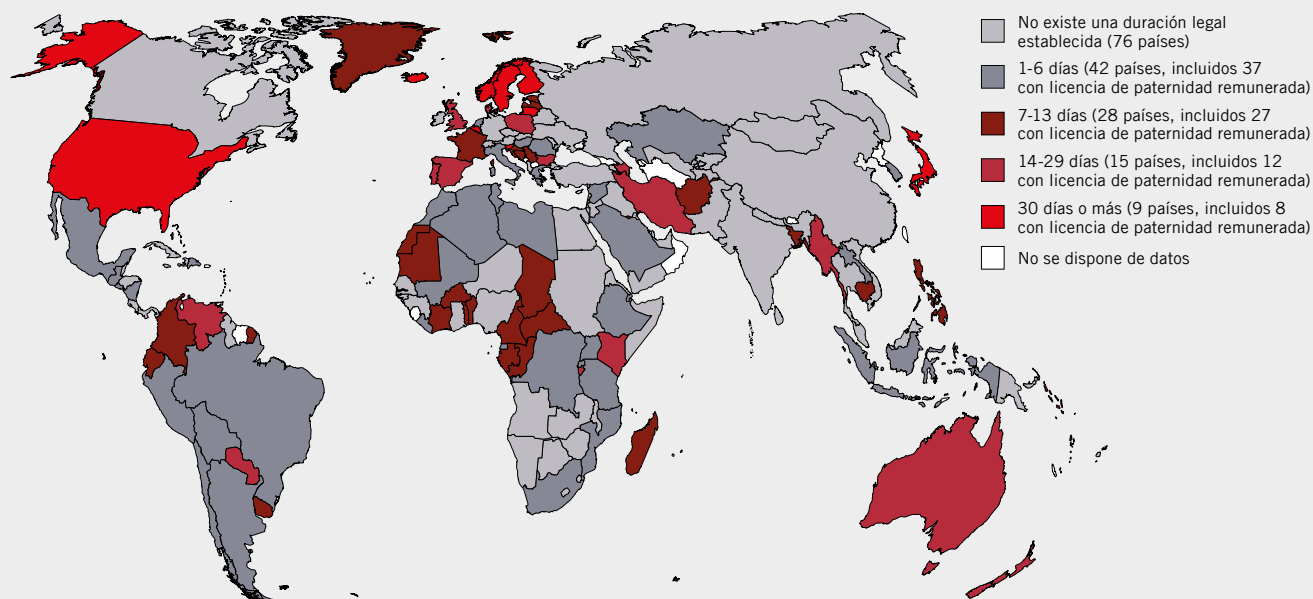 No existe una duración legal
establecida (76 países)
1-6 días (42 países, incluidos 37
con licencia de paternidad remunerada)
7-13 días (28 países, incluidos 27
con licencia de paternidad remunerada)
14-29 días (15 países, incluidos 12
con licencia de paternidad remunerada)
30 días o más (9 países, incluidos 8
con licencia de paternidad remunerada)
No se dispone de datos